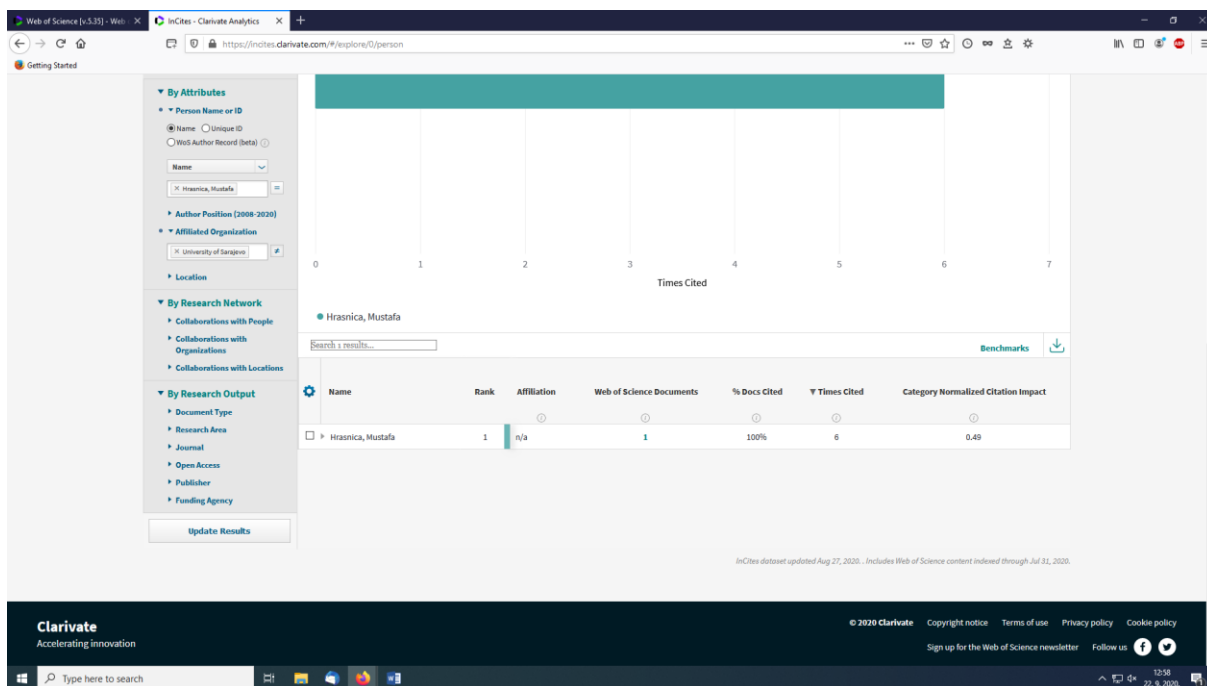 Web of Science [v.5.35] - Web
InCites - Clarivate Analytics
https://incites.clarivate.com/#/explore/0/person
Getting Started
By Attributes
Person Name or ID
Name Unique ID
WoS Author Record (beta)
Name
Hrasnica, Mustafa
=
Author Position (2008-2020)
Affiliated Organization
University of Sarajevo
≠
Location
By Research Network
Collaborations with People
Collaborations with
Organizations
Collaborations with Locations
By Research Output
Document Type
Research Area
Journal
Open Access
Publisher
Funding Agency
Update Results
0 1 2 3 4 5 6 7
Times Cited
Hrasnica, Mustafa
Search 1 results...
Benchmarks
Name Rank Affiliation Web of Science Documents % Docs Cited Times Cited Category Normalized Citation Impact
Hrasnica, Mustafa 1 n/a 1 100% 6 0.49
InCites dataset updated Aug 27, 2020. . Includes Web of Science content indexed through Jul 31, 2020.
Clarivate
Accelerating innovation
© 2020 Clarivate Copyright notice Terms of use Privacy policy Cookie policy
Sign up for the Web of Science newsletter Follow us
Type here to search
12:58
22. 9. 2020.